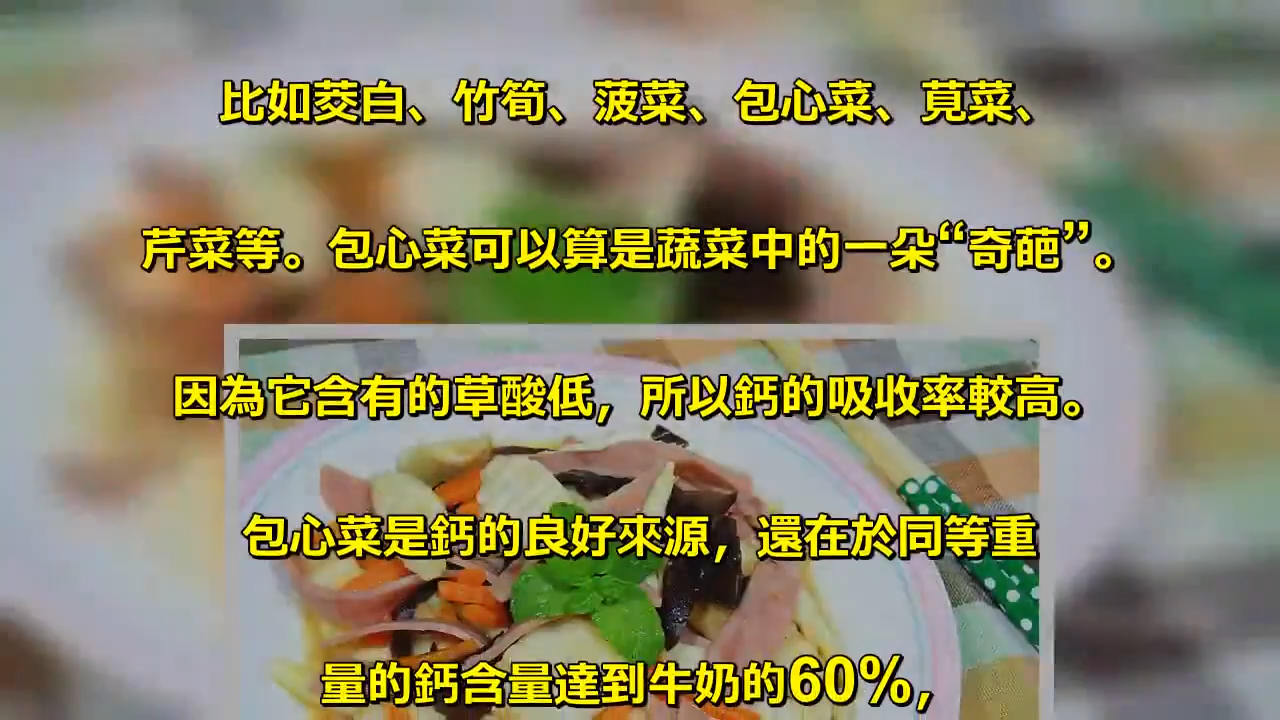 比如茭白、竹筍、菠菜、包心菜、莧菜、
芹菜等。包心菜可以算是蔬菜中的一朵“奇葩”。
因為它含有的草酸低，所以鈣的吸收率較高。
包心菜是鈣的良好來源，還在於同等重
量的鈣含量達到牛奶的60%，